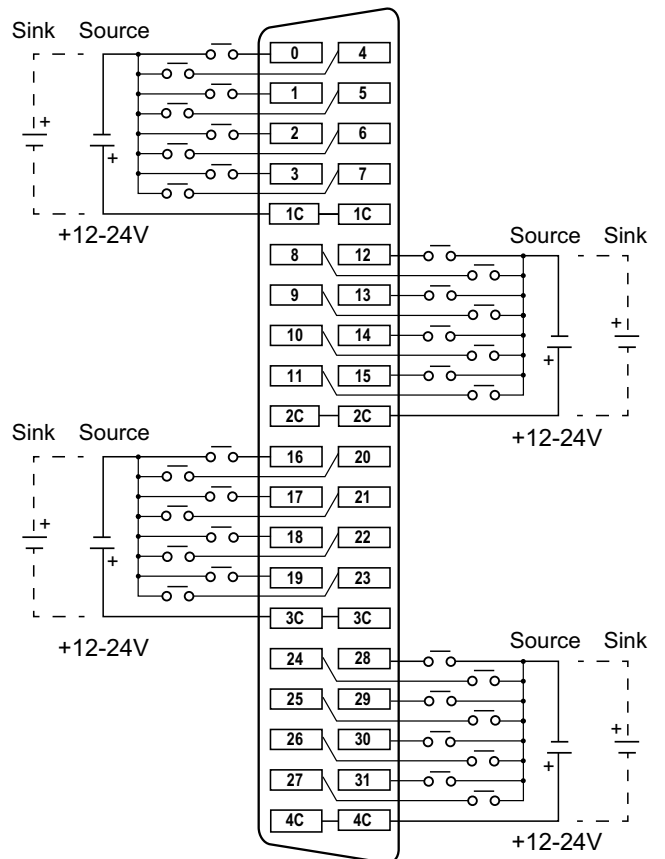 Sink Source
0 4
1 5
+ +
2 6
3 7
1C 1C
+12-24V
Source Sink
8 12
9 13
10 14
+ +
11 15
2C 2C
+12-24V
Sink Source
16 20
17 21
+ +
18 22
19 23
3C 3C
+12-24V
Source Sink
24 28
25 29
26 30
+ +
27 31
4C 4C
+12-24V